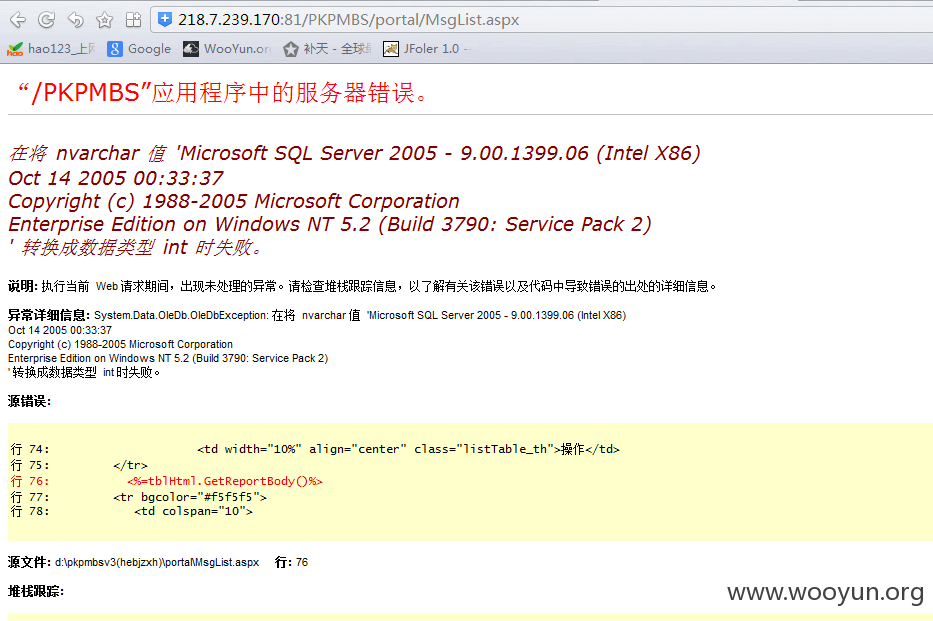 218.7.239.170:81/PKPMBS/portal/MsgList.aspx
hao123_上网 Google WooYun.or 补天 - 全球 JFoler 1.0 --
“/PKPMBS”应用程序中的服务器错误。
在将 nvarchar 值 'Microsoft SQL Server 2005 - 9.00.1399.06 (Intel X86)
Oct 14 2005 00:33:37
Copyright (c) 1988-2005 Microsoft Corporation
Enterprise Edition on Windows NT 5.2 (Build 3790: Service Pack 2)
' 转换成数据类型 int 时失败。
说明: 执行当前 Web 请求期间，出现未处理的异常。请检查堆栈跟踪信息，以了解有关该错误以及代码中导致错误的出处的详细信息。
异常详细信息: System.Data.OleDb.OleDbException: 在将 nvarchar 值 'Microsoft SQL Server 2005 - 9.00.1399.06 (Intel X86)
Oct 14 2005 00:33:37
Copyright (c) 1988-2005 Microsoft Corporation
Enterprise Edition on Windows NT 5.2 (Build 3790: Service Pack 2)
' 转换成数据类型 int 时失败。
源错误:
行 74: <td width="10%" align="center" class="listTable_th">操作</td>
行 75: </tr>
行 76: <%=tblHtml.GetReportBody()%>
行 77: <tr bgcolor="#f5f5f5">
行 78: <td colspan="10">
源文件: d:\pkpmbsv3(hebjzxh)\portal\MsgList.aspx 行: 76
堆栈跟踪:
www.wooyun.org